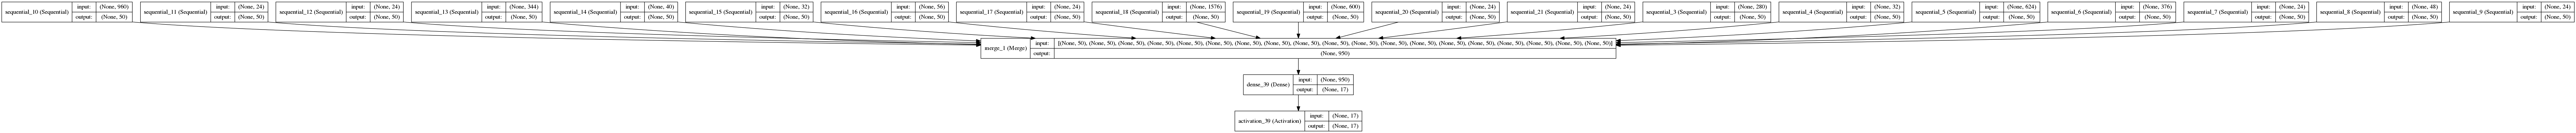 sequential_10 (Sequential) input: (None, 960)
output: (None, 50)
sequential_11 (Sequential) input: (None, 24)
output: (None, 50)
sequential_12 (Sequential) input: (None, 24)
output: (None, 50)
sequential_13 (Sequential) input: (None, 344)
output: (None, 50)
sequential_14 (Sequential) input: (None, 40)
output: (None, 50)
sequential_15 (Sequential) input: (None, 32)
output: (None, 50)
sequential_16 (Sequential) input: (None, 56)
output: (None, 50)
sequential_17 (Sequential) input: (None, 24)
output: (None, 50)
sequential_18 (Sequential) input: (None, 1576)
output: (None, 50)
sequential_19 (Sequential) input: (None, 600)
output: (None, 50)
sequential_20 (Sequential) input: (None, 24)
output: (None, 50)
sequential_21 (Sequential) input: (None, 24)
output: (None, 50)
sequential_3 (Sequential) input: (None, 280)
output: (None, 50)
sequential_4 (Sequential) input: (None, 32)
output: (None, 50)
sequential_5 (Sequential) input: (None, 624)
output: (None, 50)
sequential_6 (Sequential) input: (None, 376)
output: (None, 50)
sequential_7 (Sequential) input: (None, 24)
output: (None, 50)
sequential_8 (Sequential) input: (None, 48)
output: (None, 50)
sequential_9 (Sequential) input: (None, 24)
output: (None, 50)
merge_1 (Merge) input: [(None, 50), (None, 50), (None, 50), (None, 50), (None, 50), (None, 50), (None, 50), (None, 50), (None, 50), (None, 50), (None, 50), (None, 50), (None, 50), (None, 50), (None, 50), (None, 50), (None, 50), (None, 50), (None, 50)]
output: (None, 950)
dense_39 (Dense) input: (None, 950)
output: (None, 17)
activation_39 (Activation) input: (None, 17)
output: (None, 17)